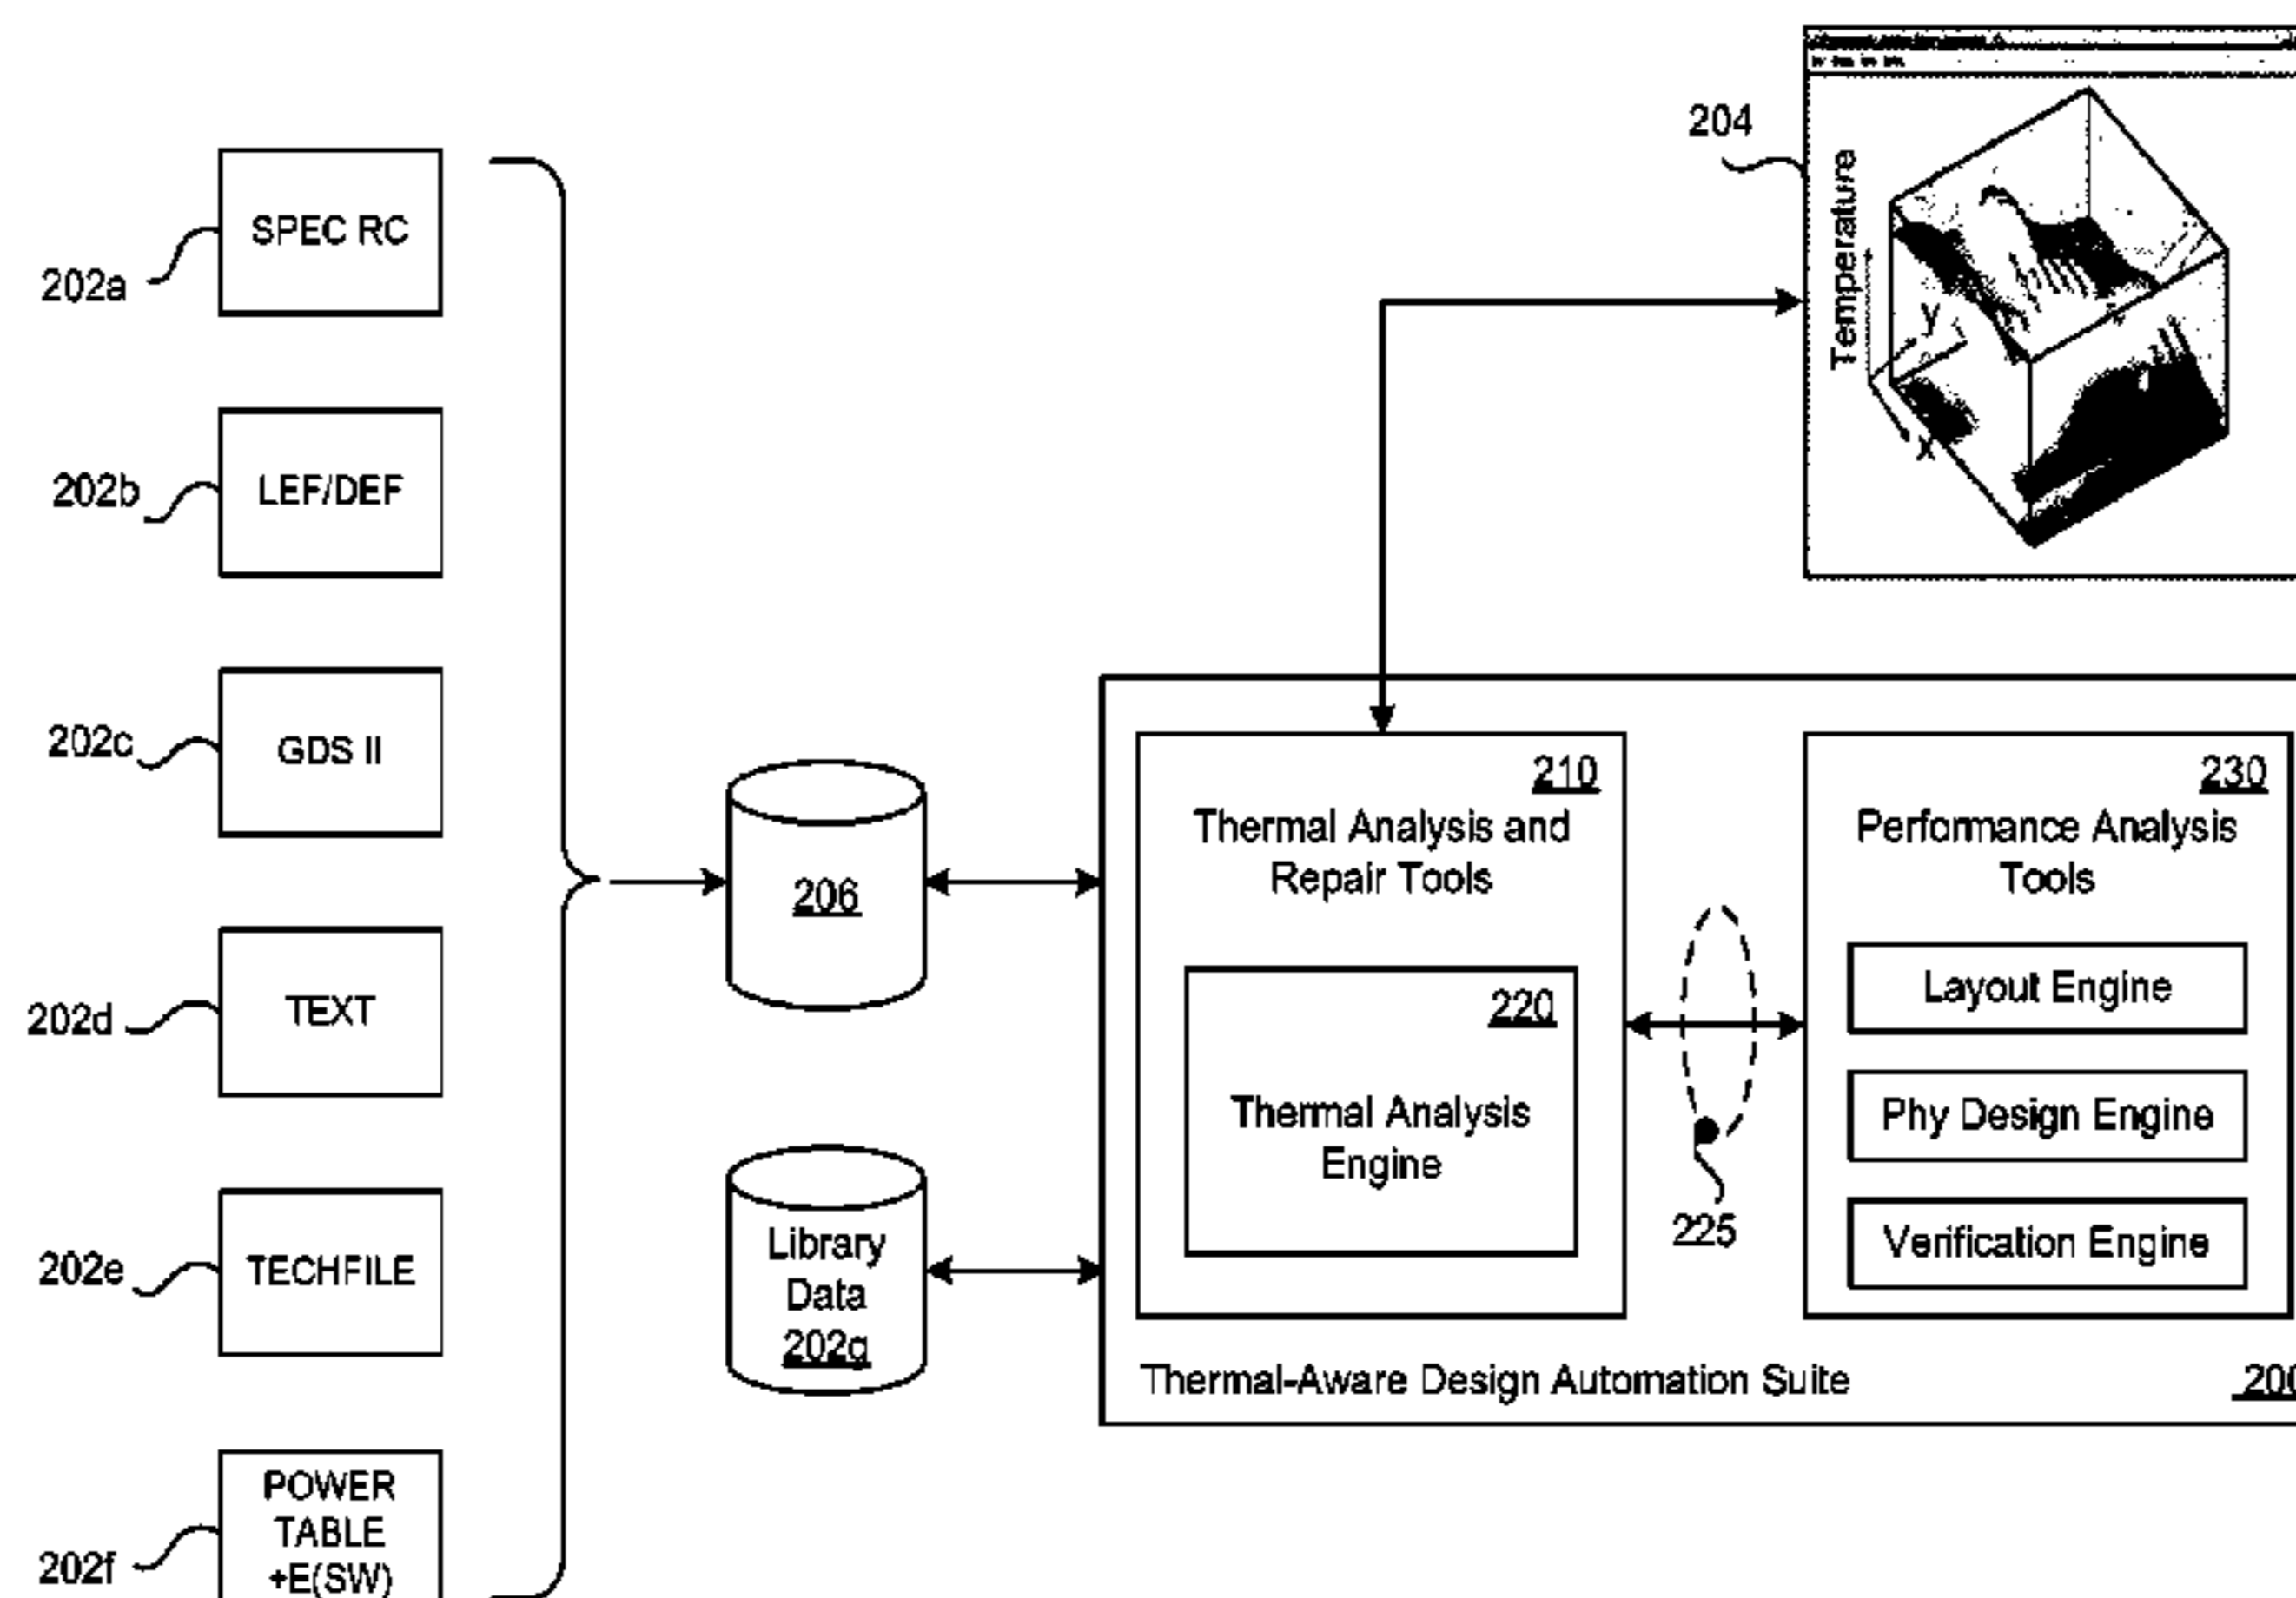 204
Temperature
y
x
SPEC RC
202a
LEF/DEF
202b
GDS II
202c
TEXT
202d
TECHFILE
202e
POWER
TABLE
+E(SW)
202f
206
Library
Data
202g
210
Thermal Analysis and
Repair Tools
220
Thermal Analysis
Engine
225
230
Performance Analysis
Tools
Layout Engine
Phy Design Engine
Verification Engine
Thermal-Aware Design Automation Suite
200